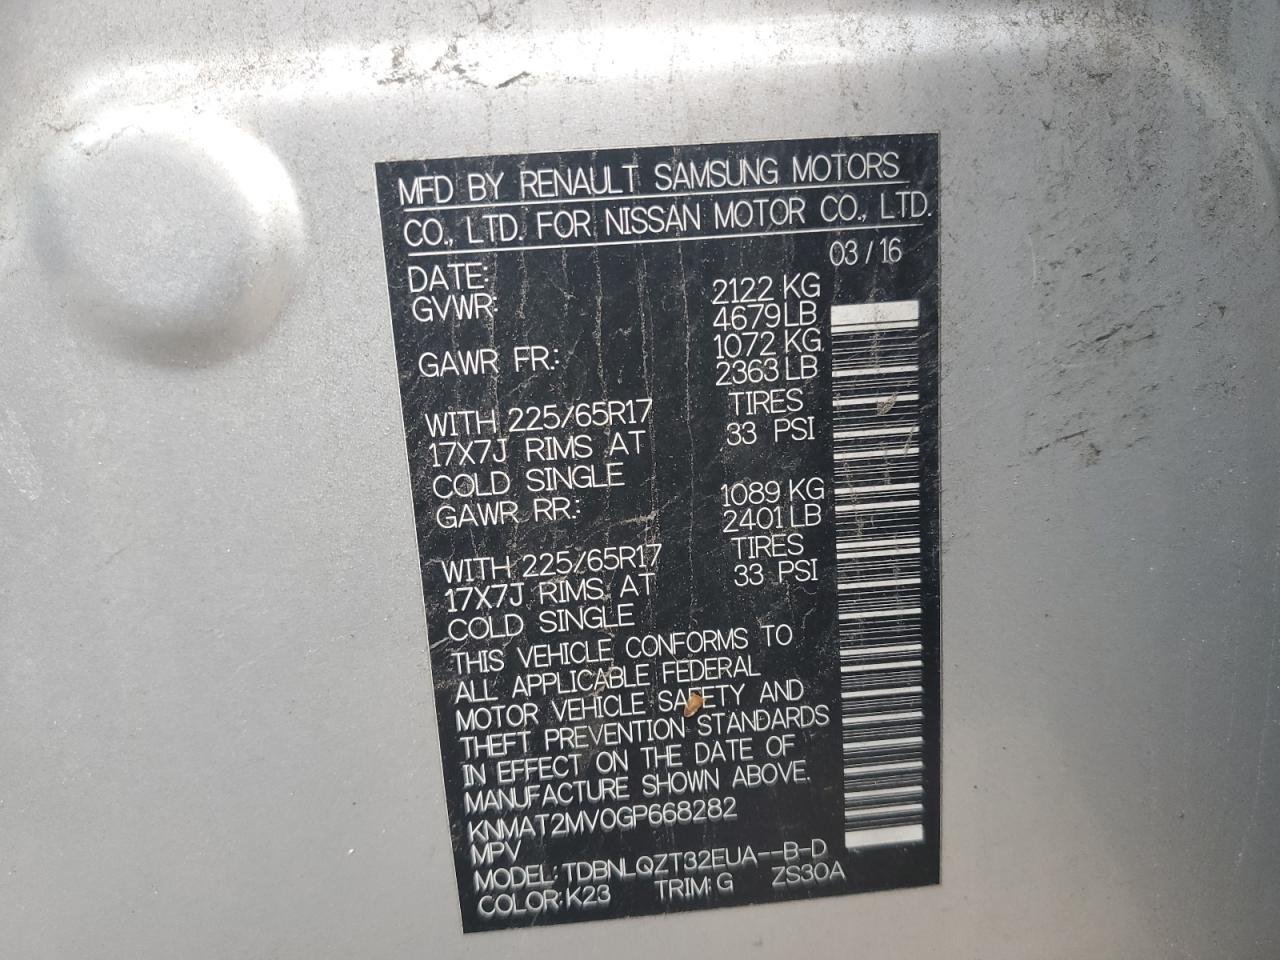 MFD BY RENAULT SAMSUNG MOTORS
CO., LTD. FOR NISSAN MOTOR CO., LTD.
DATE: 03 / 16
GVWR: 2122 KG
4679 LB
GAWR FR.: 1072 KG
2363 LB
WITH 225/65R17 TIRES
17X7J RIMS AT 33 PSI
COLD SINGLE
GAWR RR.: 1089 KG
2401 LB
WITH 225/65R17 TIRES
17X7J RIMS AT 33 PSI
COLD SINGLE
THIS VEHICLE CONFORMS TO
ALL APPLICABLE FEDERAL
MOTOR VEHICLE SAFETY AND
THEFT PREVENTION STANDARDS
IN EFFECT ON THE DATE OF
MANUFACTURE SHOWN ABOVE.
KNMAT2MV0GP668282
MPV
MODEL: TDBNLQZT32EUA--B-D
COLOR: K23 TRIM: G ZS30A